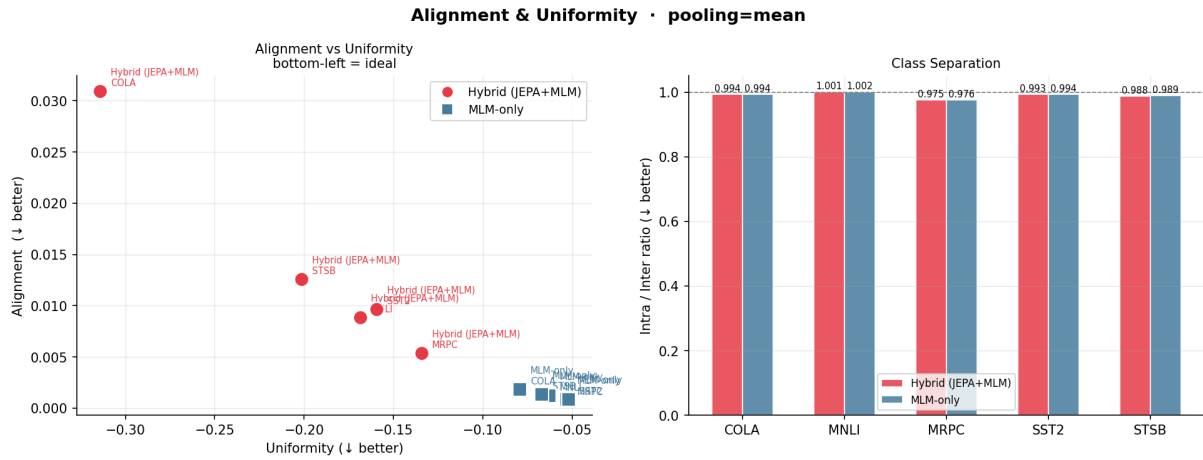 Alignment & Uniformity · pooling=mean
Alignment vs Uniformity
bottom-left = ideal
Hybrid (JEPA+MLM)
MLM-only
Hybrid (JEPA+MLM)
COLA
Hybrid (JEPA+MLM)
STSB
Hybrid (JEPA+MLM)
Hybrid (JEPA+MLM)
Hybrid (JEPA+MLM)
MRPC
MLM-only
COLA
0.030
0.025
0.020
0.015
0.010
0.005
0.000
Alignment (↓ better)
−0.30
−0.25
−0.20
−0.15
−0.10
−0.05
Uniformity (↓ better)
Class Separation
0.994
0.994
1.001
1.002
0.975
0.976
0.993
0.994
0.988
0.989
1.0
0.8
0.6
0.4
0.2
0.0
Intra / Inter ratio (↓ better)
Hybrid (JEPA+MLM)
MLM-only
COLA
MNLI
MRPC
SST2
STSB